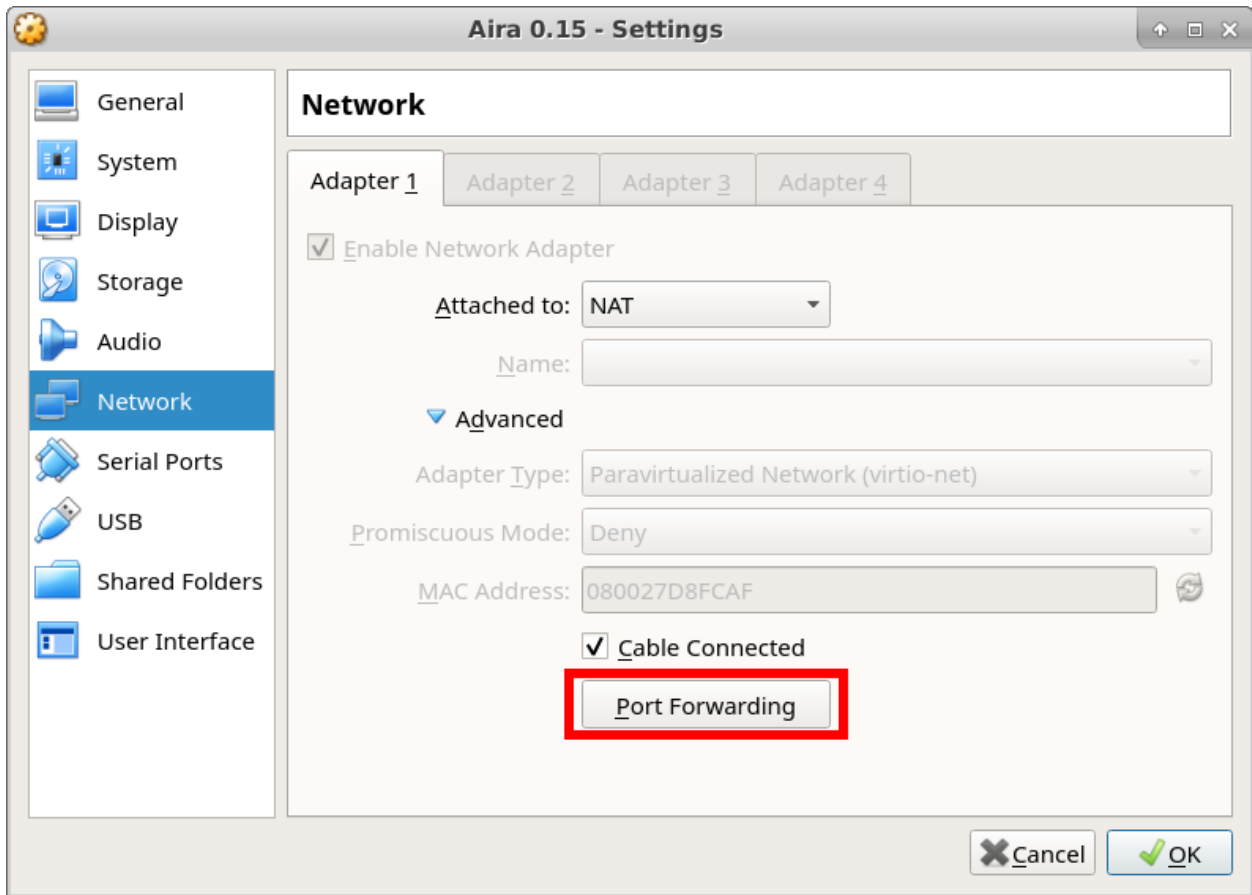 Aira 0.15 - Settings
General
System
Display
Storage
Audio
Network
Serial Ports
USB
Shared Folders
User Interface
Network
Adapter 1 Adapter 2 Adapter 3 Adapter 4
Enable Network Adapter
Attached to: NAT
Name:
Advanced
Adapter Type: Paravirtualized Network (virtio-net)
Promiscuous Mode: Deny
MAC Address: 080027D8FCAF
Cable Connected
Port Forwarding
Cancel OK